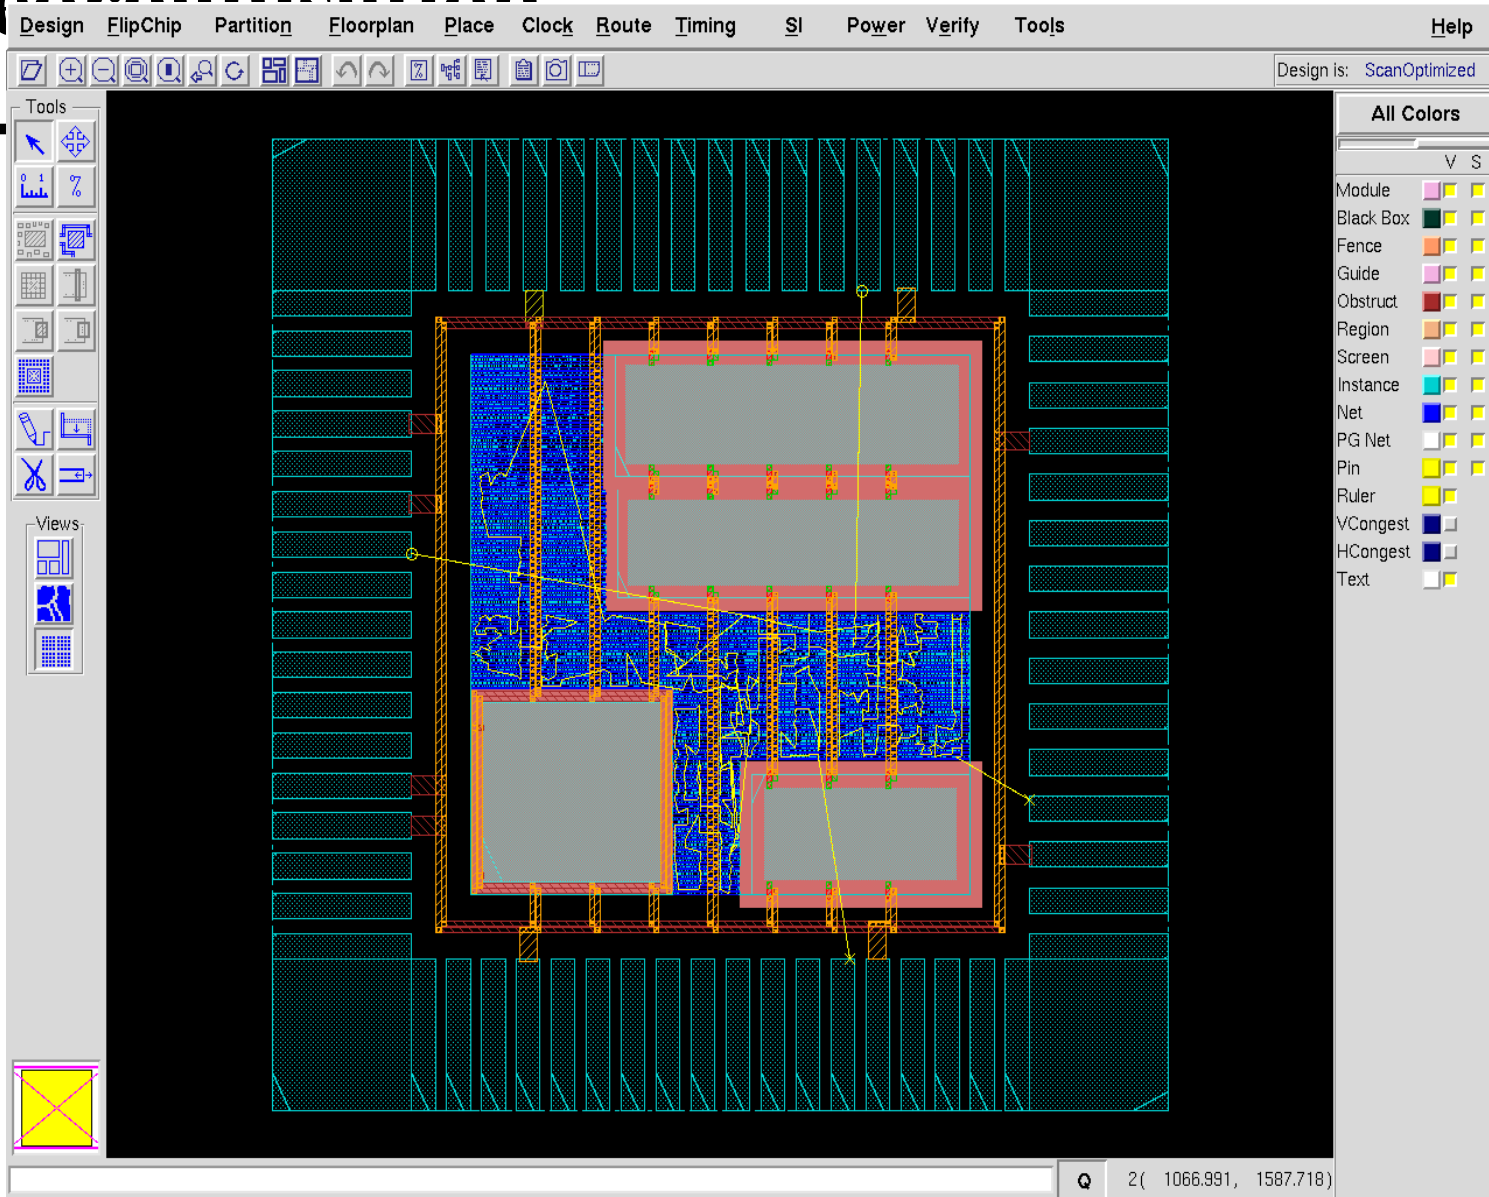 Design FlipChip Partition Floorplan Place Clock Route Timing SI Power Verify Tools Help
Design is: ScanOptimized
Tools
0 1
%
Views
All Colors
V S
Module
Black Box
Fence
Guide
Obstruct
Region
Screen
Instance
Net
PG Net
Pin
Ruler
VCongest
HCongest
Text
Q 2( 1066.991, 1587.718)